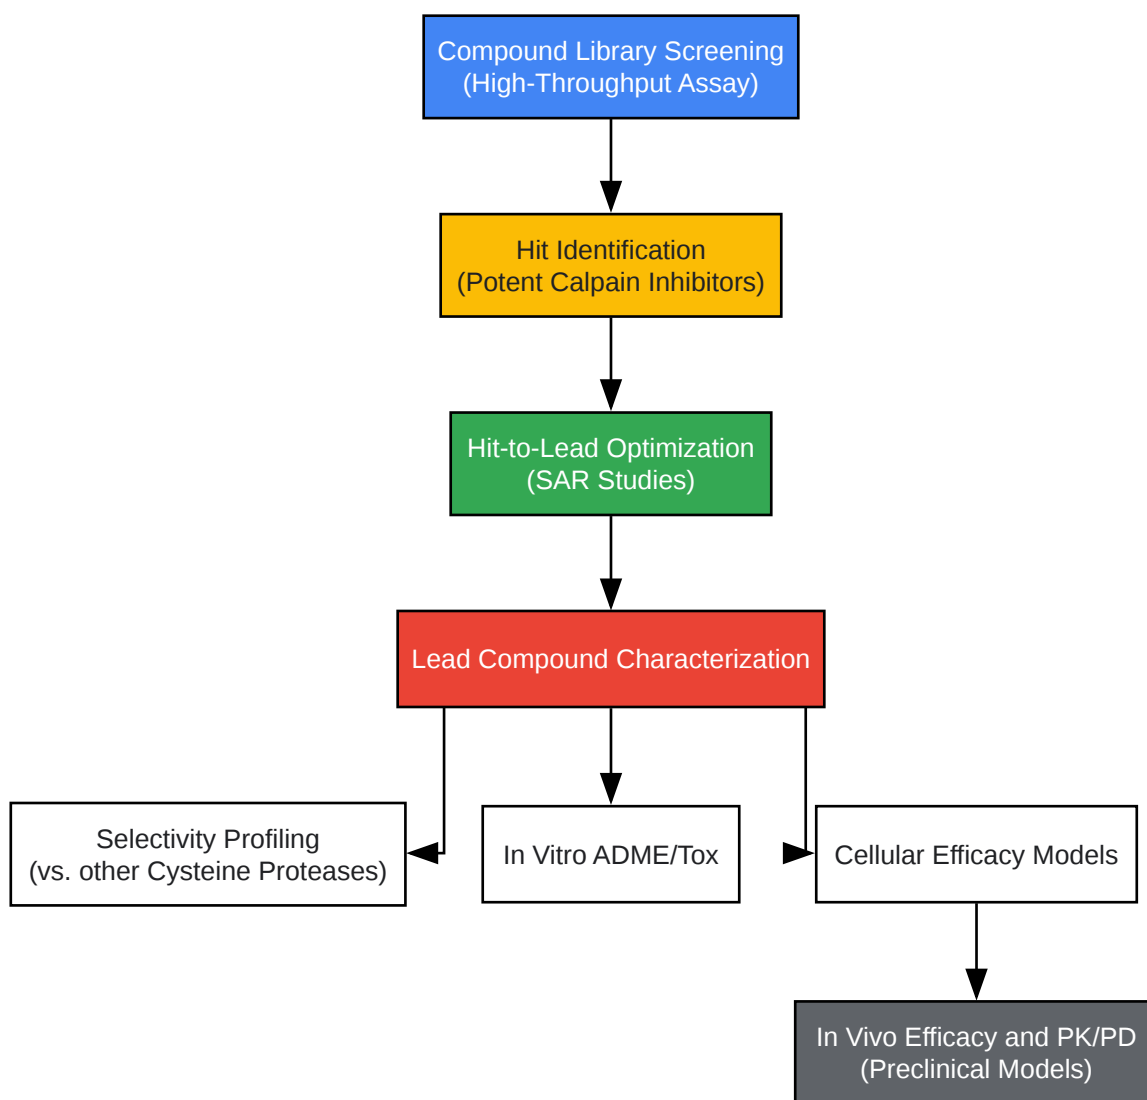 Compound Library Screening
(High-Throughput Assay)
Hit Identification
(Potent Calpain Inhibitors)
Hit-to-Lead Optimization
(SAR Studies)
Lead Compound Characterization
Selectivity Profiling
(vs. other Cysteine Proteases)
In Vitro ADME/Tox
Cellular Efficacy Models
In Vivo Efficacy and PK/PD
(Preclinical Models)